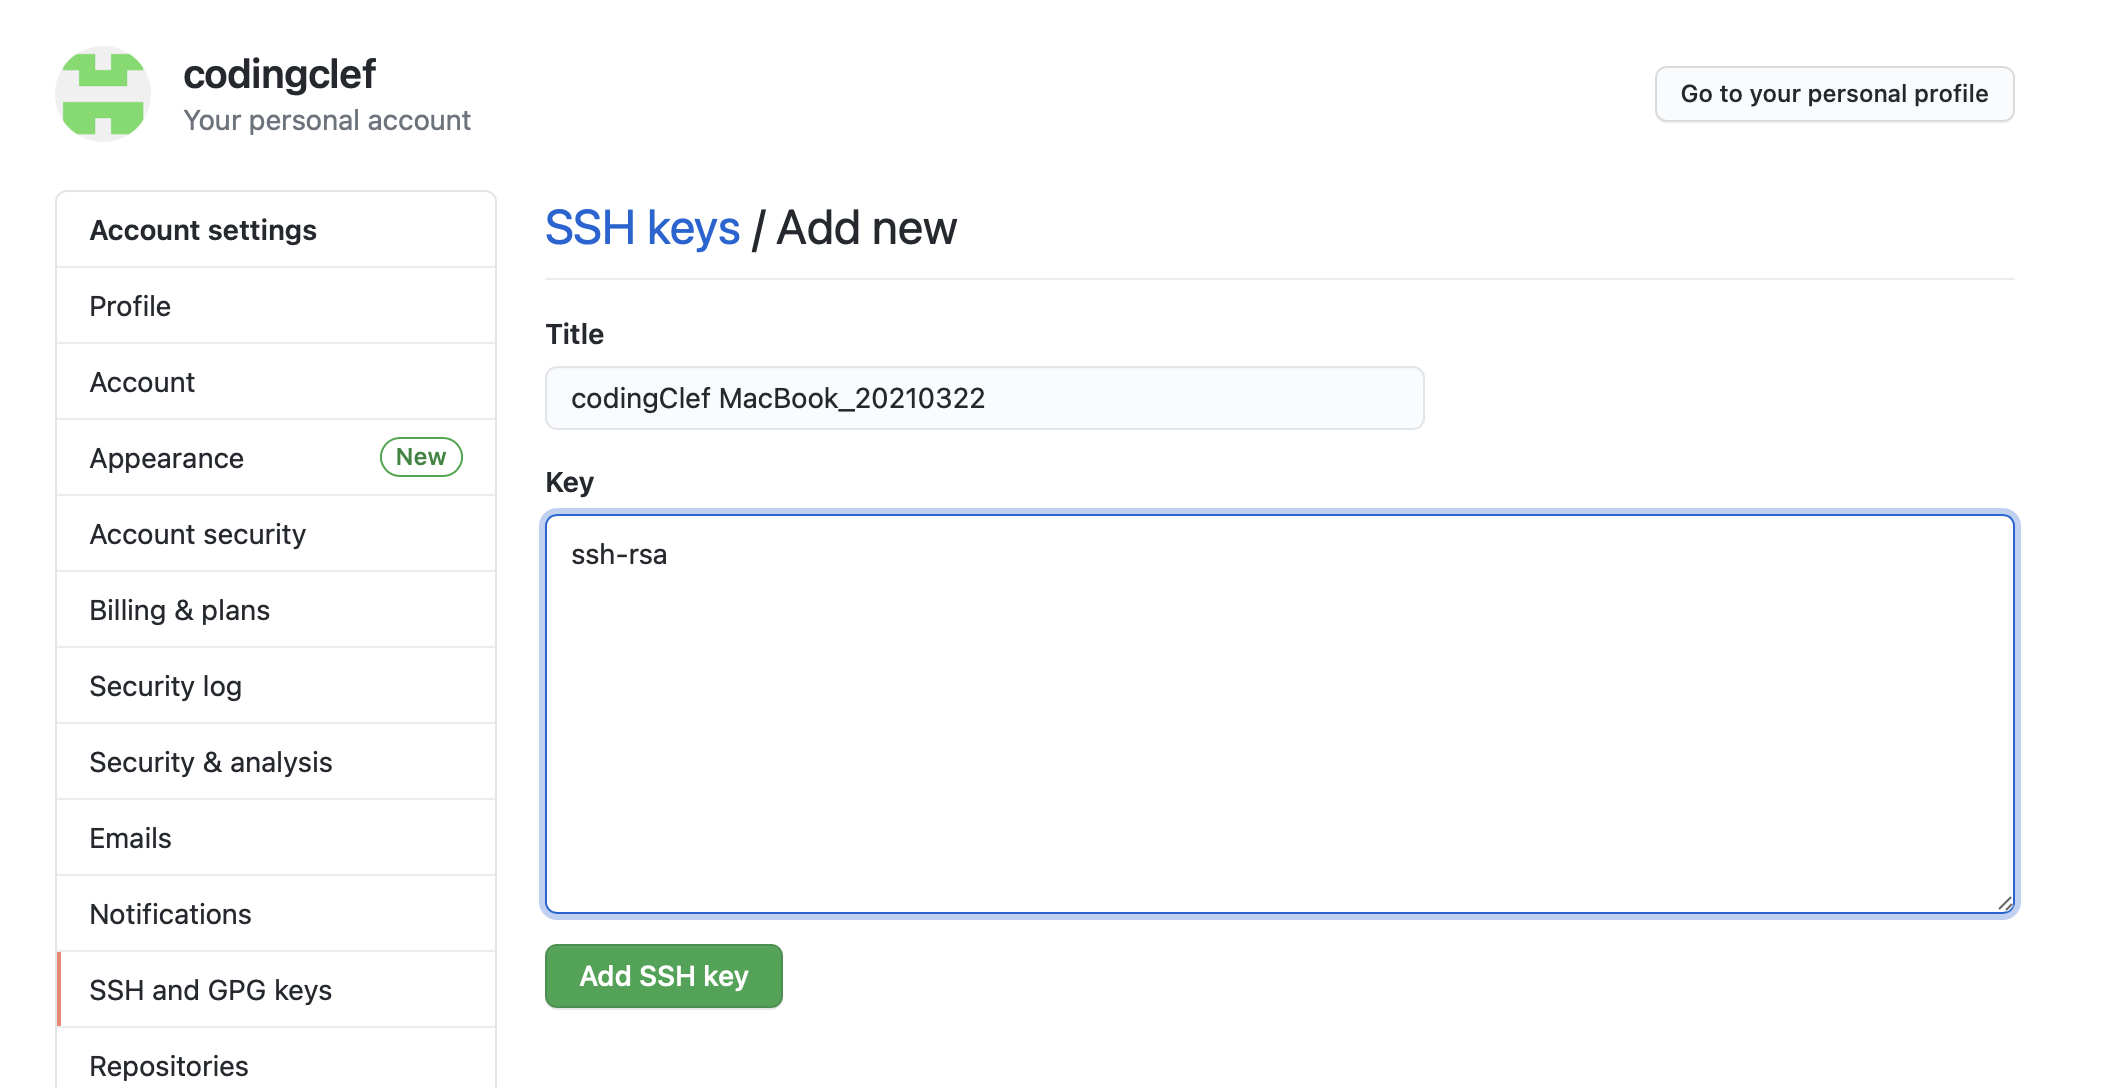 codingclef
Your personal account
Go to your personal profile
Account settings
Profile
Account
Appearance New
Account security
Billing & plans
Security log
Security & analysis
Emails
Notifications
SSH and GPG keys
Repositories
SSH keys / Add new
Title
codingClef MacBook_20210322
Key
ssh-rsa
Add SSH key